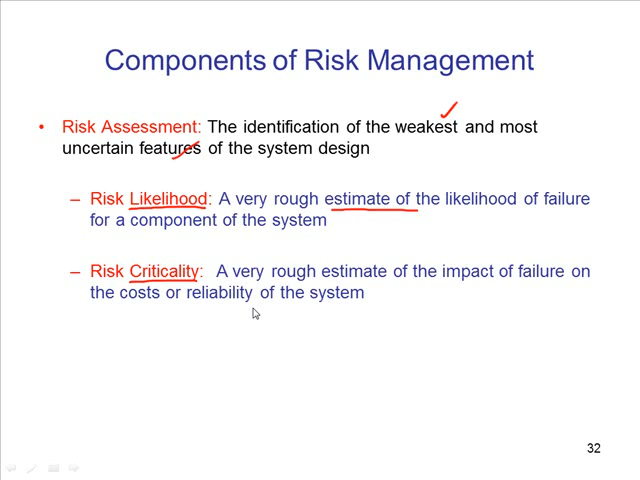 Components of Risk Management
• Risk Assessment: The identification of the weakest and most
uncertain features of the system design
– Risk Likelihood: A very rough estimate of the likelihood of failure
for a component of the system
– Risk Criticality: A very rough estimate of the impact of failure on
the costs or reliability of the system
32